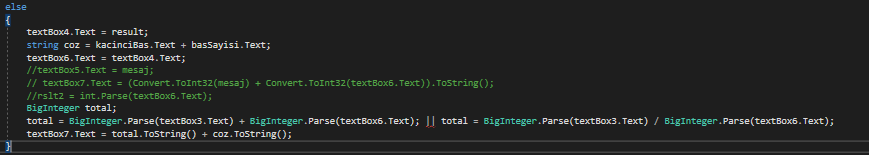 else
{
textBox4.Text = result;
string coz = kacinciBas.Text + basSayisi.Text;
textBox6.Text = textBox4.Text;
//textBox5.Text = mesaj;
// textBox7.Text = (Convert.ToInt32(mesaj) + Convert.ToInt32(textBox6.Text)).ToString();
//rslt2 = int.Parse(textBox6.Text);
BigInteger total;
total = BigInteger.Parse(textBox3.Text) + BigInteger.Parse(textBox6.Text); || total = BigInteger.Parse(textBox3.Text) / BigInteger.Parse(textBox6.Text);
textBox7.Text = total.ToString() + coz.ToString();
}